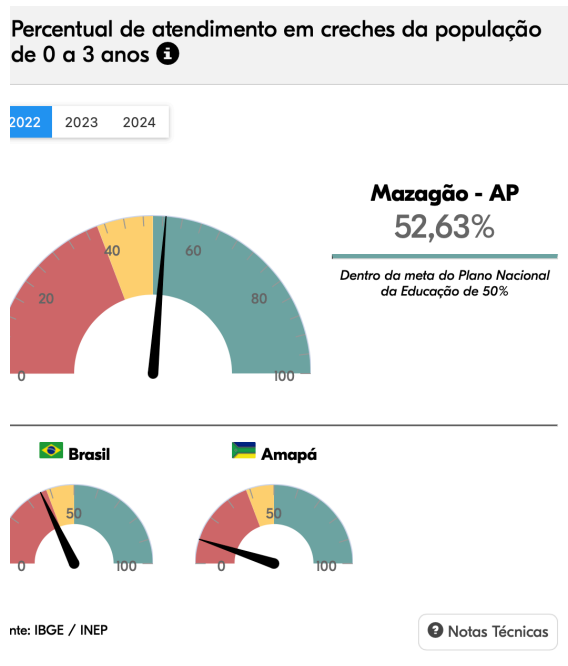 Percentual de atendimento em creches da população
de 0 a 3 anos
2022 2023 2024
Mazagão - AP
52,63%
Dentro da meta do Plano Nacional
da Educação de 50%
0 20 40 60 80 100
Brasil
0 50 100
Amapá
0 50 100
nte: IBGE / INEP
? Notas Técnicas